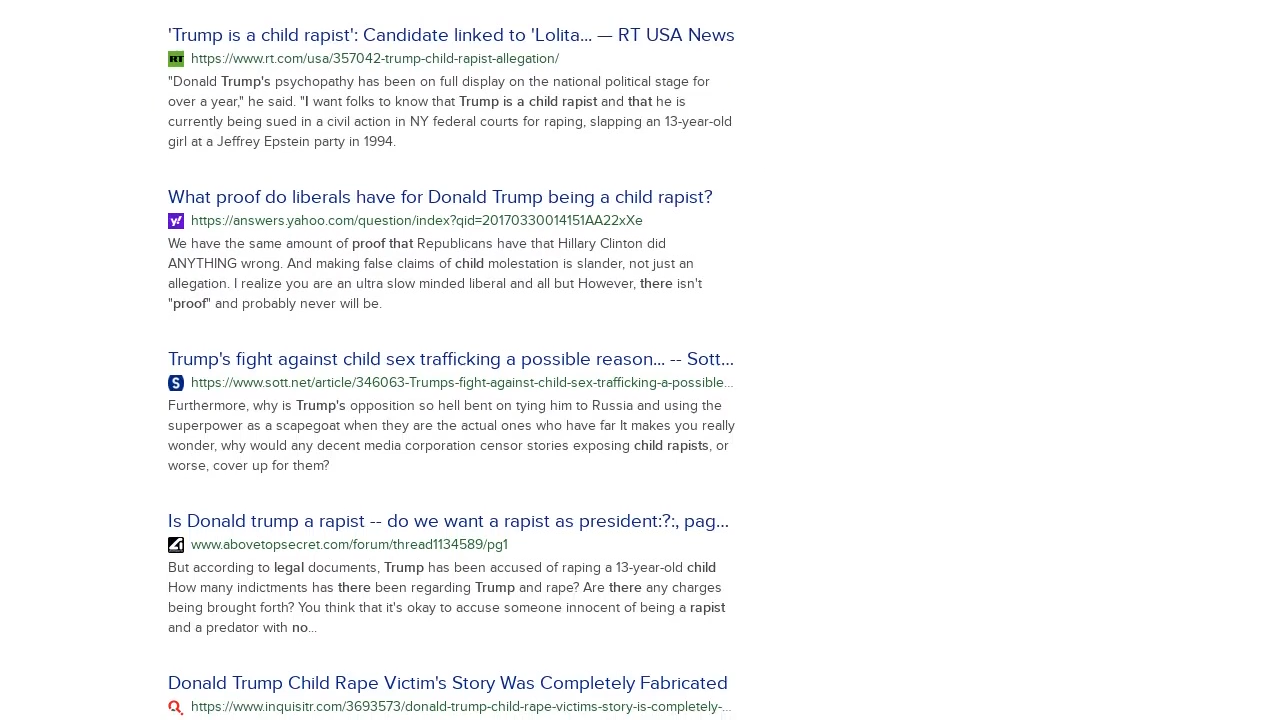 'Trump is a child rapist': Candidate linked to 'Lolita... — RT USA News
RT https://www.rt.com/usa/357042-trump-child-rapist-allegation/
"Donald Trump's psychopathy has been on full display on the national political stage for
over a year," he said. "I want folks to know that Trump is a child rapist and that he is
currently being sued in a civil action in NY federal courts for raping, slapping an 13-year-old
girl at a Jeffrey Epstein party in 1994.
What proof do liberals have for Donald Trump being a child rapist?
y! https://answers.yahoo.com/question/index?qid=20170330014151AA22xXe
We have the same amount of proof that Republicans have that Hillary Clinton did
ANYTHING wrong. And making false claims of child molestation is slander, not just an
allegation. I realize you are an ultra slow minded liberal and all but However, there isn't
"proof" and probably never will be.
Trump's fight against child sex trafficking a possible reason... -- Sott...
S https://www.sott.net/article/346063-Trumps-fight-against-child-sex-trafficking-a-possible...
Furthermore, why is Trump's opposition so hell bent on tying him to Russia and using the
superpower as a scapegoat when they are the actual ones who have far It makes you really
wonder, why would any decent media corporation censor stories exposing child rapists, or
worse, cover up for them?
Is Donald trump a rapist -- do we want a rapist as president:?:, pag...
www.abovetopsecret.com/forum/thread1134589/pg1
But according to legal documents, Trump has been accused of raping a 13-year-old child
How many indictments has there been regarding Trump and rape? Are there any charges
being brought forth? You think that it's okay to accuse someone innocent of being a rapist
and a predator with no...
Donald Trump Child Rape Victim's Story Was Completely Fabricated
https://www.inquisitr.com/3693573/donald-trump-child-rape-victims-story-is-completely-...